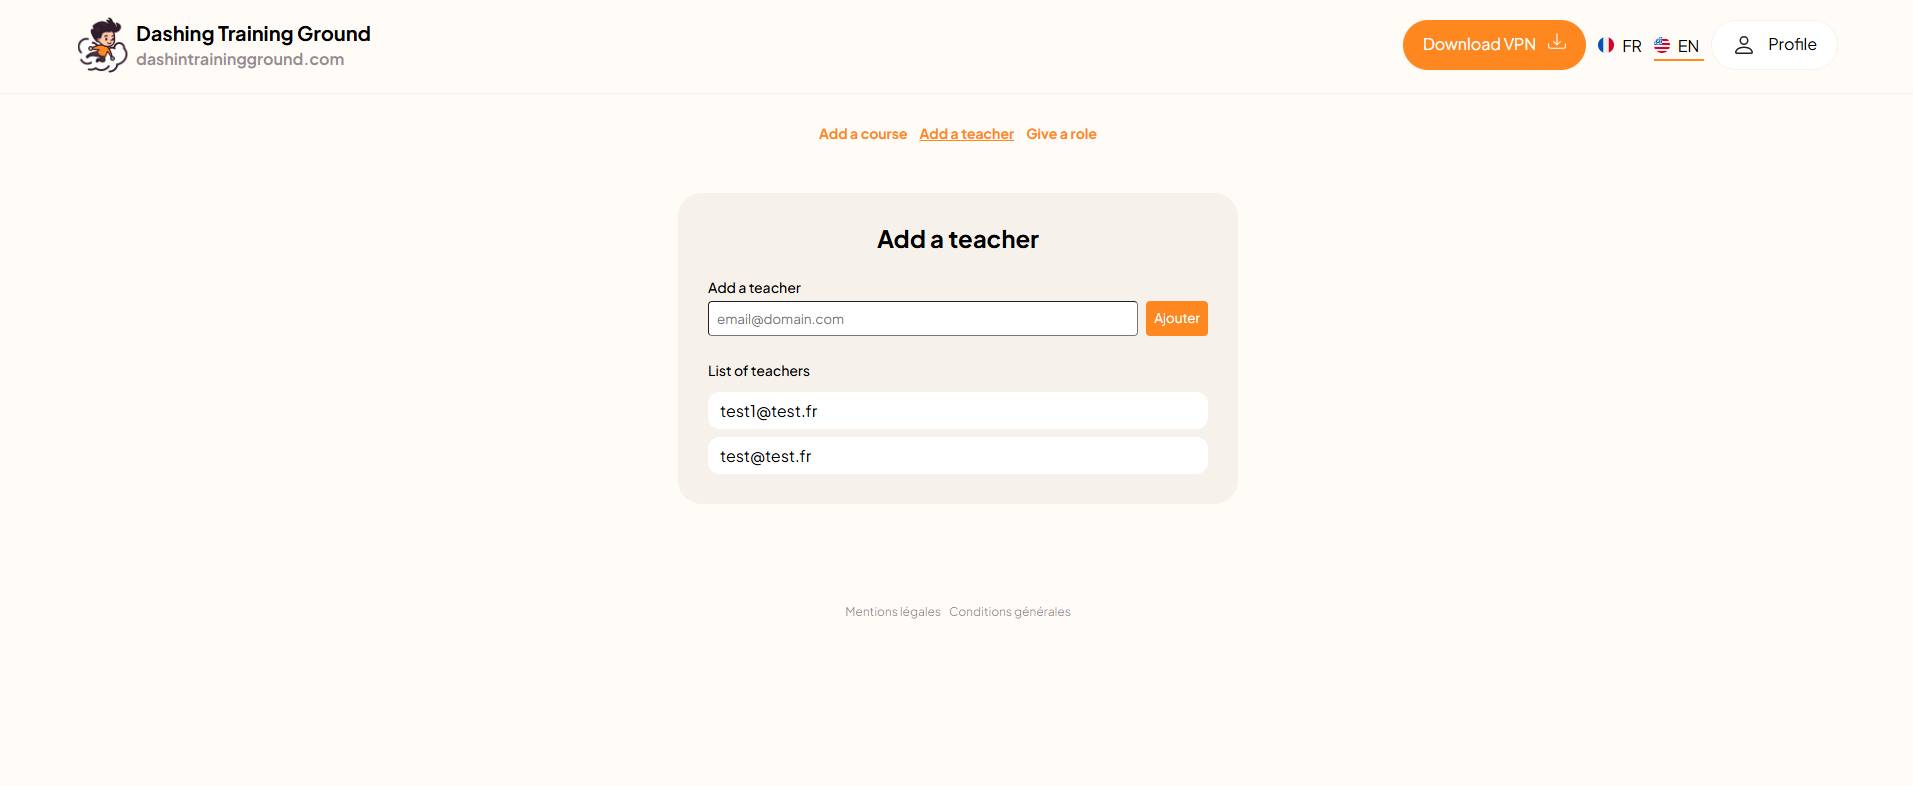 Dashing Training Ground
dashintrainingground.com
Download VPN
FR
EN
Profile
Add a course Add a teacher Give a role
Add a teacher
Add a teacher
email@domain.com
Ajouter
List of teachers
test1@test.fr
test@test.fr
Mentions légales Conditions générales